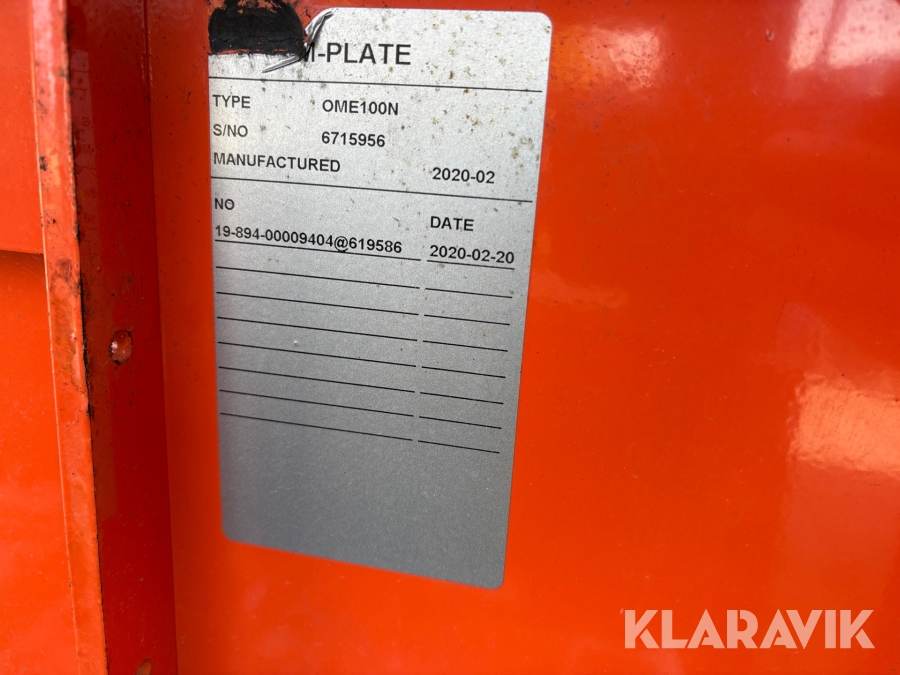 M-PLATE
TYPE OME100N
S/NO 6715956
MANUFACTURED 2020-02
NO DATE
19-894-00009404@619586 2020-02-20
KLARAVIK